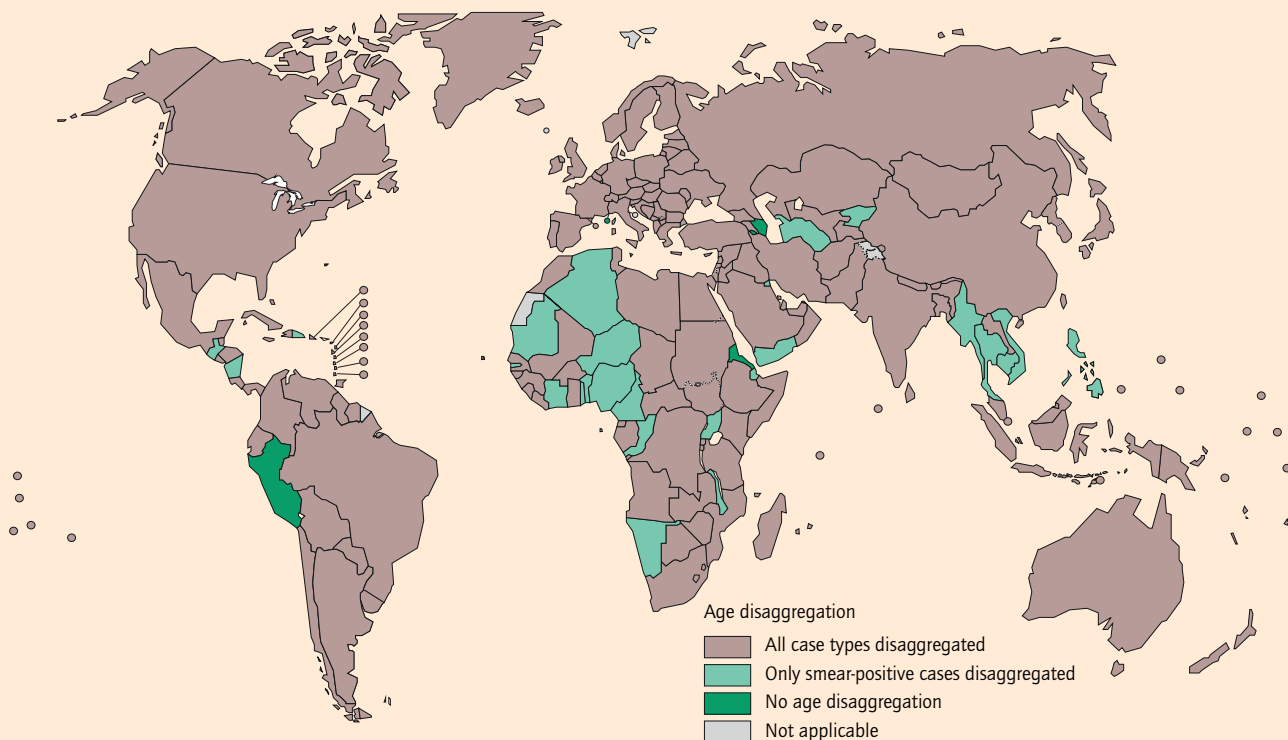 Age disaggregation
All case types disaggregated
Only smear-positive cases disaggregated
No age disaggregation
Not applicable